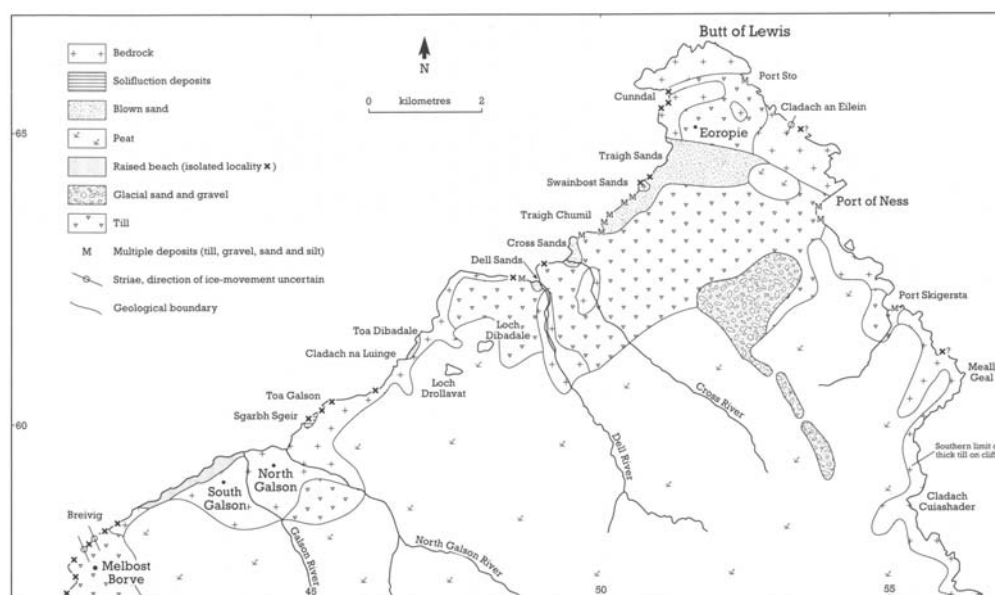 Butt of Lewis
Bedrock
Solifluction deposits
Blown sand
Peat
Raised beach (isolated locality x )
Glacial sand and gravel
Till
M Multiple deposits (till, gravel, sand and silt)
Striae, direction of ice-movement uncertain
Geological boundary
N
0 kilometres 2
65
60
45
50
55
Port Sto
Cunndal
Cladach an Eilein
?
Eoropie
Traigh Sands
Swainbost Sands
Port of Ness
Traigh Chumil
Cross Sands
Dell Sands
Port Skigersta
Toa Dibadale
Loch
Dibadale
Cladach na Luinge
?
Meall
Geal
Loch
Drollavat
Toa Galson
Cross River
Sgarbh Sgeir
Dell River
Southern limit o
thick till on cliff
North
Galson
South
Galson
Cladach
Cuiashader
Breivig
Galson River
North Galson River
Melbost
Borve